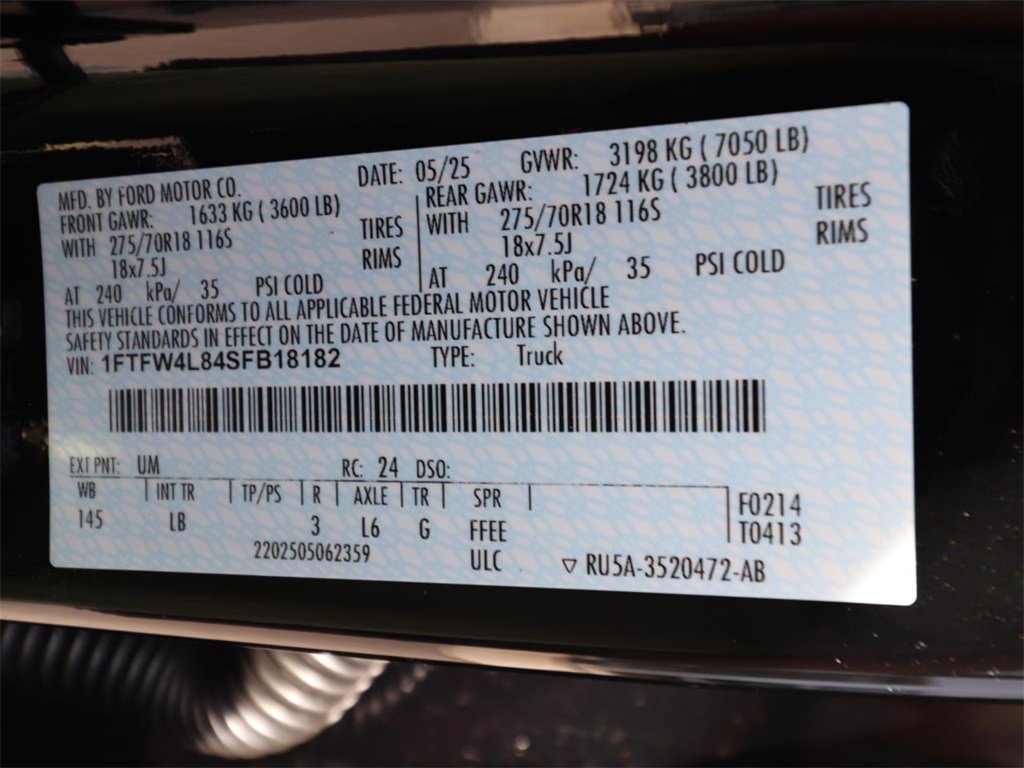 MFD. BY FORD MOTOR CO. DATE: 05/25 GVWR: 3198 KG ( 7050 LB)
FRONT GAWR: 1633 KG ( 3600 LB) REAR GAWR: 1724 KG ( 3800 LB)
WITH 275/70R18 116S TIRES WITH 275/70R18 116S TIRES
18x7.5J RIMS 18x7.5J RIMS
AT 240 kPa/ 35 PSI COLD AT 240 kPa/ 35 PSI COLD
THIS VEHICLE CONFORMS TO ALL APPLICABLE FEDERAL MOTOR VEHICLE
SAFETY STANDARDS IN EFFECT ON THE DATE OF MANUFACTURE SHOWN ABOVE.
VIN: 1FTFW4L84SFB18182 TYPE: Truck
EXT PNT: UM RC: 24 DSO:
WB INT TR TP/PS R AXLE TR SPR F0214
145 LB 3 L6 G FFEE T0413
2202505062359 ULC ▽ RU5A-3520472-AB